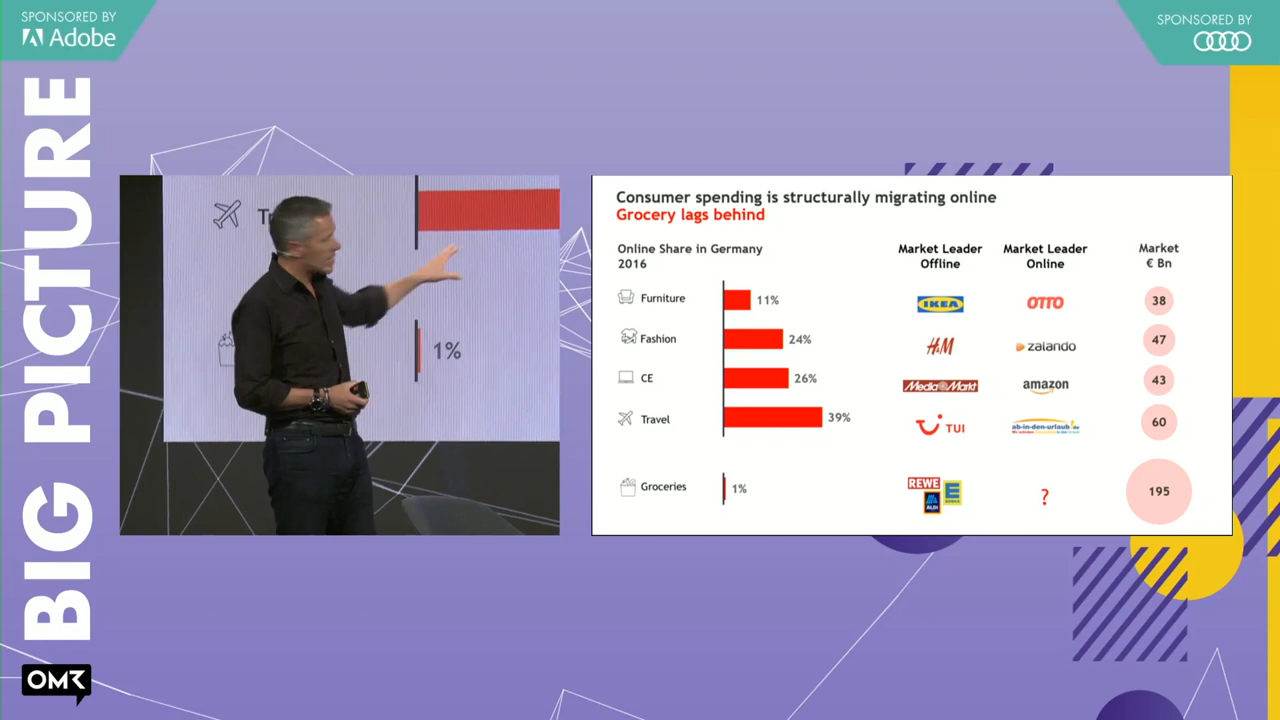 SPONSORED BY
Adobe
SPONSORED BY
BIG PICTURE
OMR
1%
Consumer spending is structurally migrating online
Grocery lags behind
Online Share in Germany
2016
Market Leader
Offline
Market Leader
Online
Market
€ Bn
Furniture
11%
IKEA
OTTO
38
Fashion
24%
H&M
zalando
47
CE
26%
Media Markt
amazon
43
Travel
39%
TUI
ab-in-den-urlaub.de
60
Groceries
1%
REWE
ALDI
E
?
195